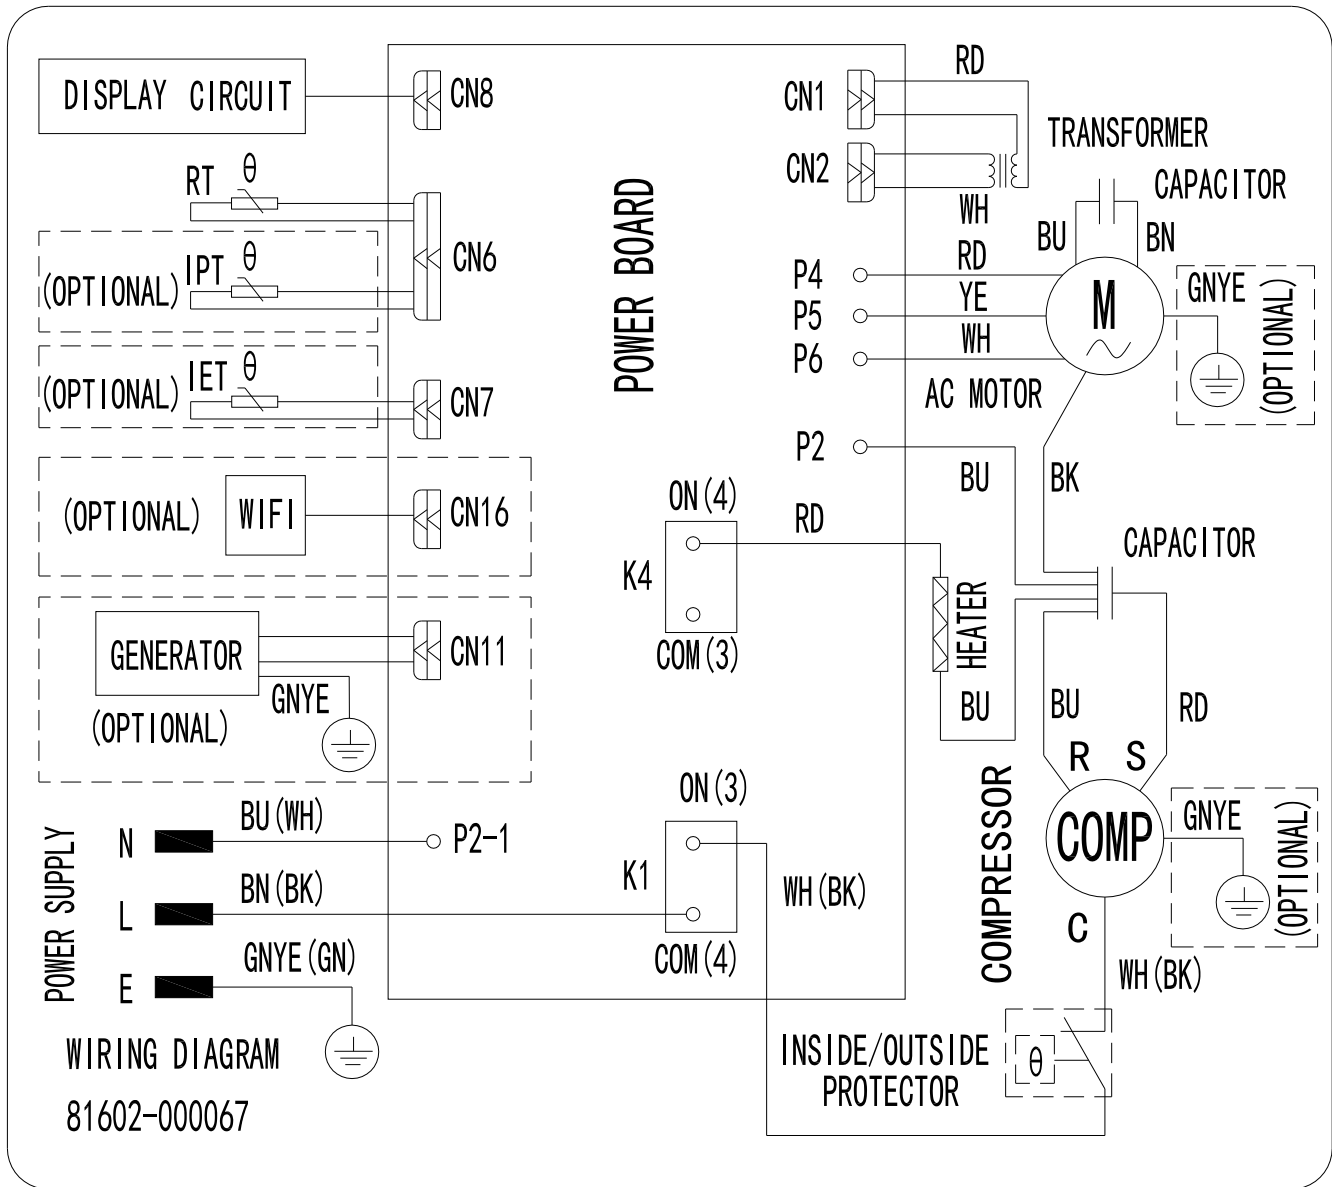 DISPLAY CIRCUIT
CN8
RT
θ
CN6
(OPTIONAL)
IPT
θ
(OPTIONAL)
IET
θ
CN7
(OPTIONAL)
WIFI
CN16
GENERATOR
CN11
GNYE
(OPTIONAL)
POWER SUPPLY
N
BU(WH)
P2-1
L
BN(BK)
E
GNYE(GN)
WIRING DIAGRAM
81602-000067
POWER BOARD
CN1
RD
CN2
WH
TRANSFORMER
CAPACITOR
BU
BN
P4
RD
P5
YE
P6
WH
M
AC MOTOR
GNYE
(OPTIONAL)
P2
BU
BK
ON(4)
K4
COM(3)
RD
HEATER
BU
CAPACITOR
BU
RD
R
S
COMPRESSOR
COMP
C
GNYE
(OPTIONAL)
WH(BK)
ON(3)
K1
COM(4)
WH(BK)
INSIDE/OUTSIDE
PROTECTOR
θ